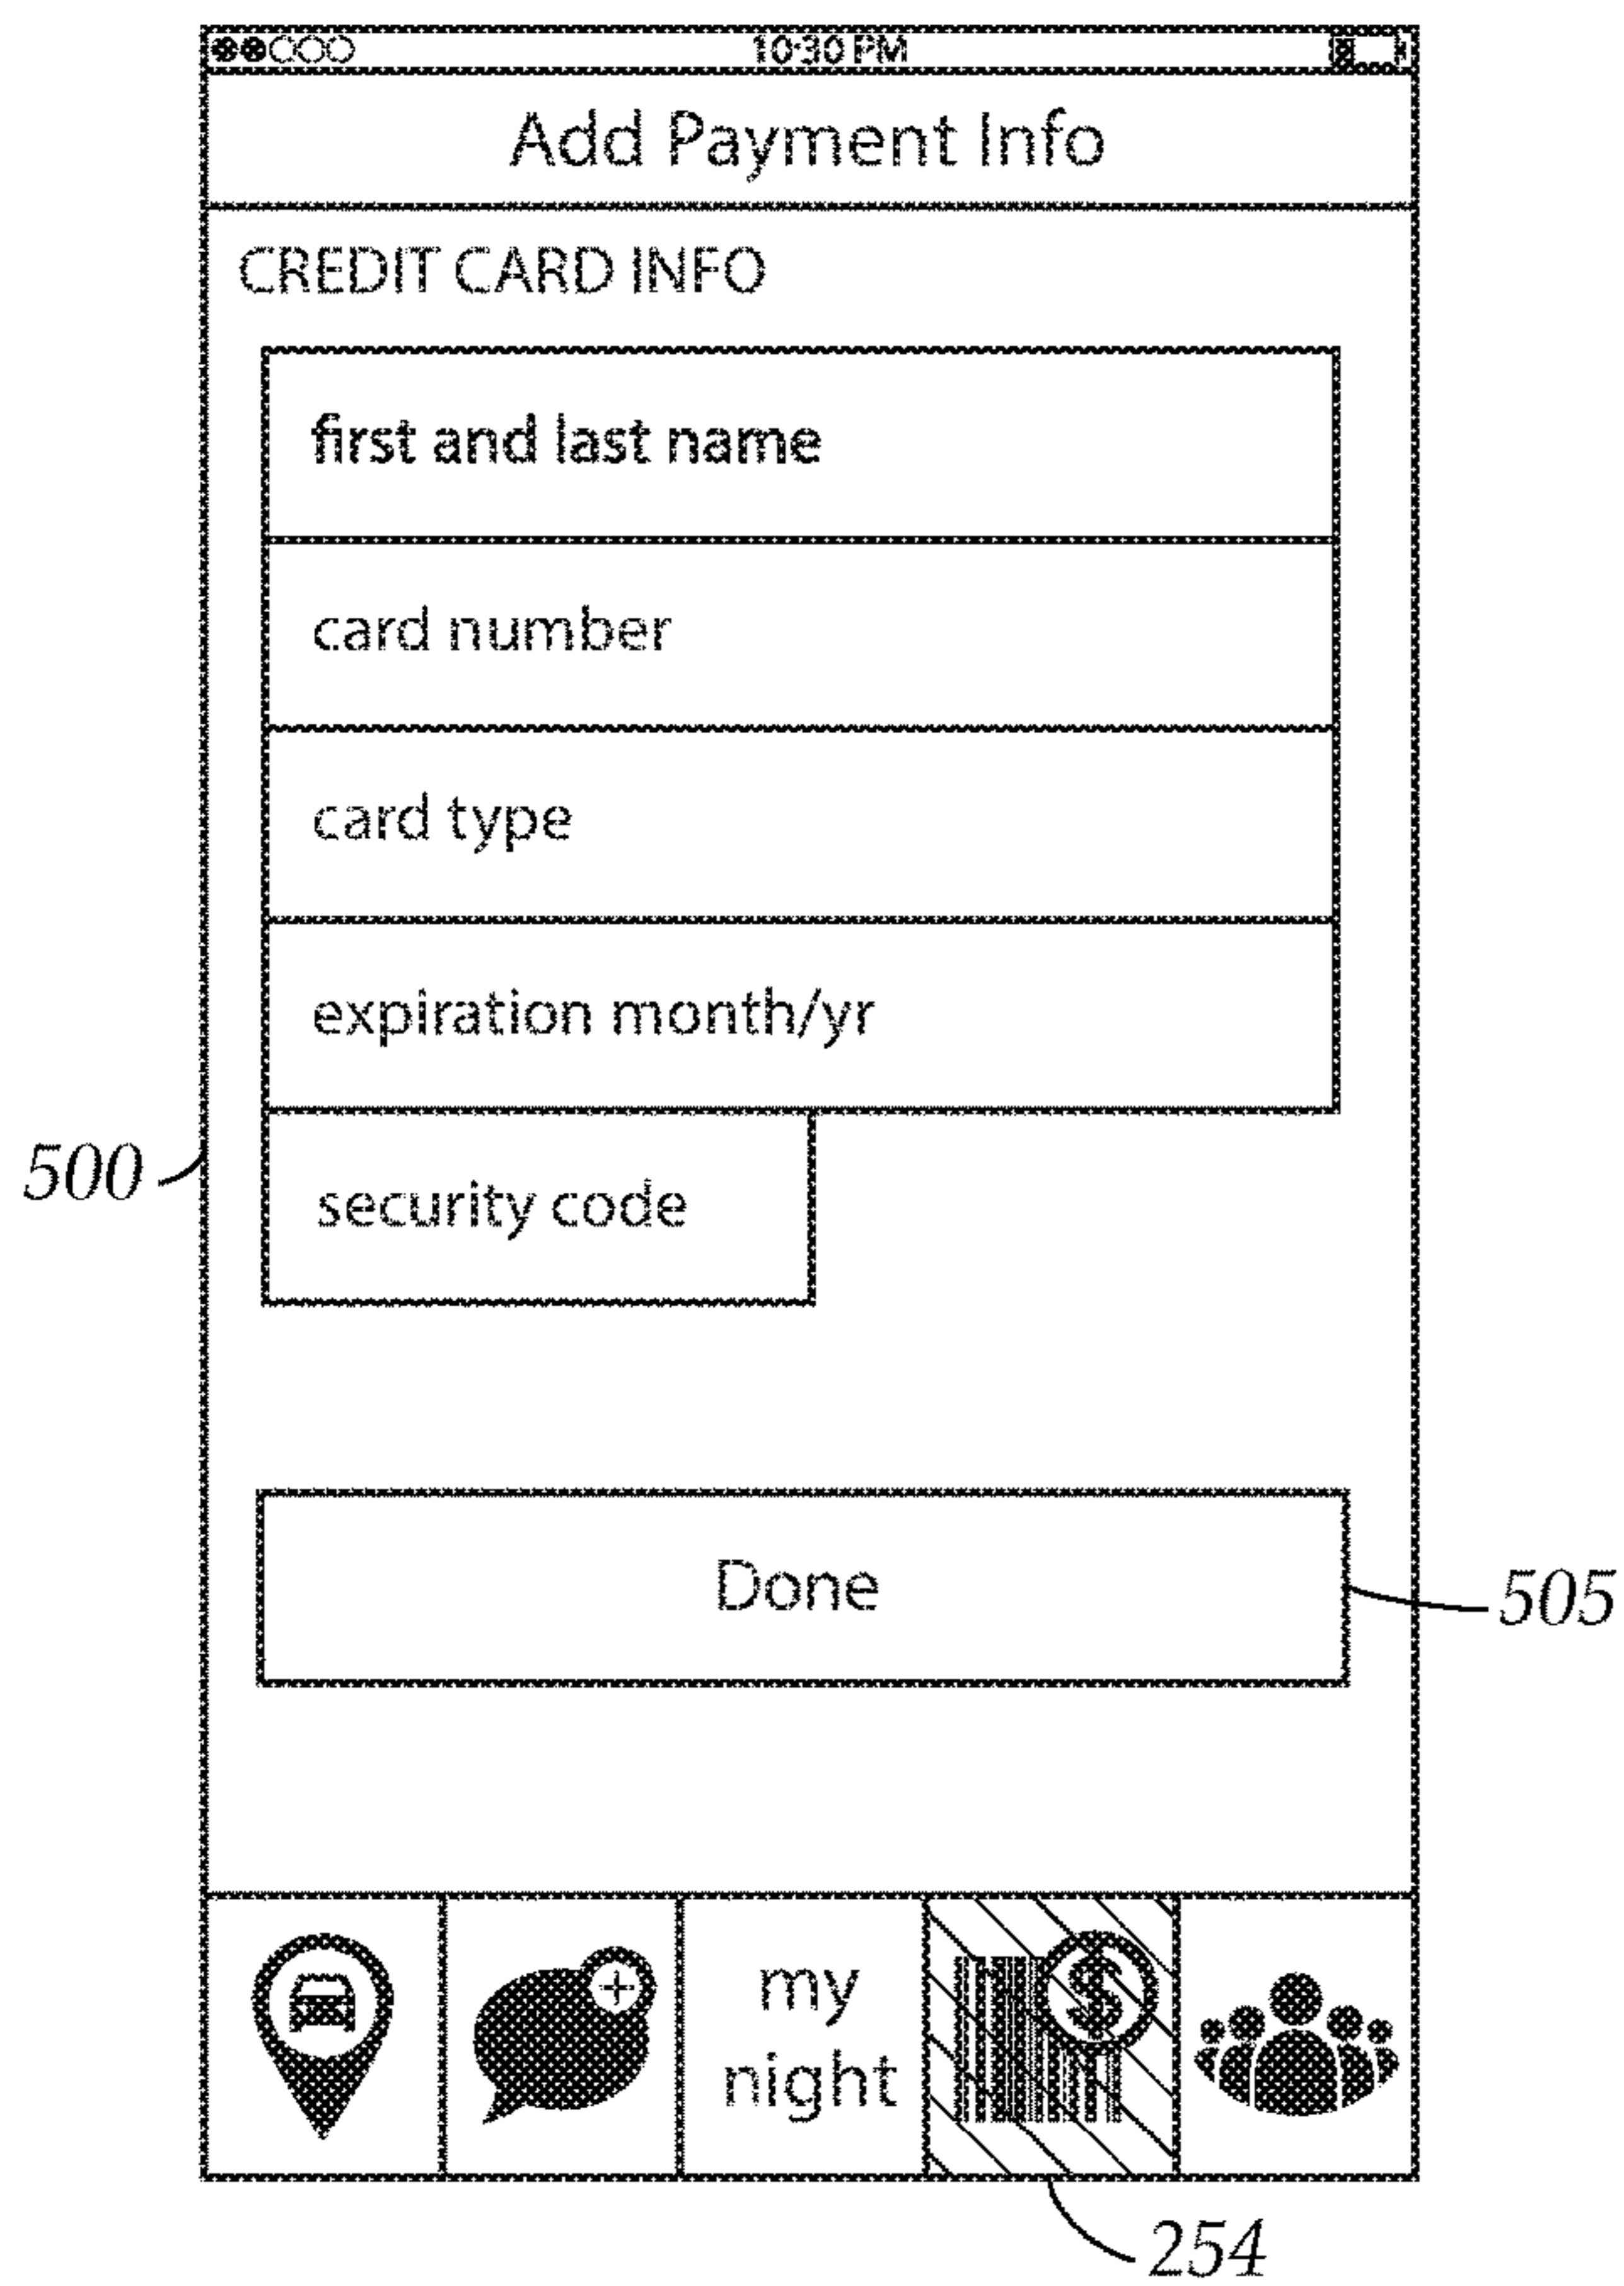 10:30 PM
Add Payment Info
CREDIT CARD INFO
first and last name
card number
card type
expiration month/yr
500
security code
Done
505
my
night
$
254